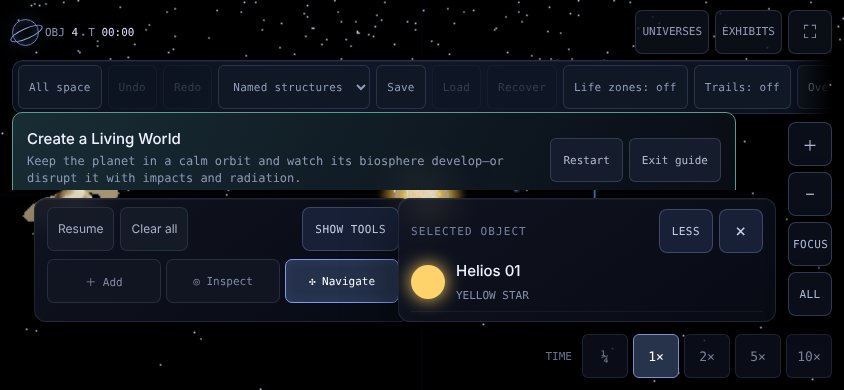 OBJ 4.T 00:00
UNIVERSES
EXHIBITS
All space
Undo
Redo
Named structures
Save
Load
Recover
Life zones: off
Trails: off
Create a Living World
Keep the planet in a calm orbit and watch its biosphere develop—or
disrupt it with impacts and radiation.
Restart
Exit guide
+
−
FOCUS
ALL
Resume
Clear all
SHOW TOOLS
+ Add
◎ Inspect
✣ Navigate
SELECTED OBJECT
LESS
×
Helios 01
YELLOW STAR
TIME
¼
1×
2×
5×
10×